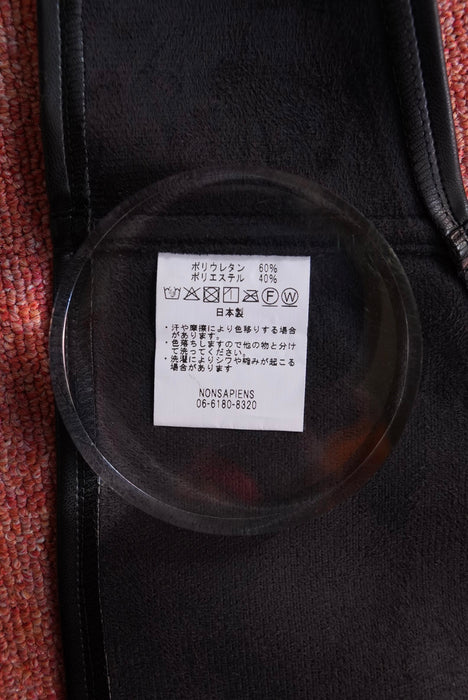 ポリウレタン 60%
ポリエステル 40%
日本製
・汗や摩擦により色移りする場合
があります。
・色落ちしますので他の物と分け
て洗ってください。
・洗濯によりシワや縮みが起こる
場合があります
NONSAPIENS
06-6180-8320